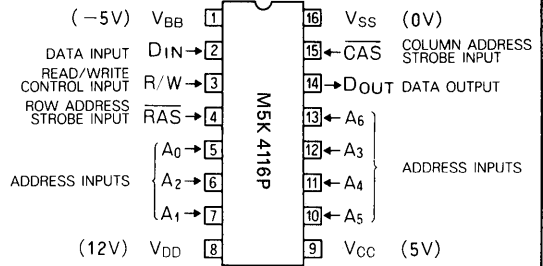 (-5V) VBB 1 16 VSS (0V)
DATA INPUT DIN 2 15 CAS COLUMN ADDRESS STROBE INPUT
READ/WRITE CONTROL INPUT R/W 3 14 DOUT DATA OUTPUT
ROW ADDRESS STROBE INPUT RAS 4 13 A6
A0 5 12 A3
ADDRESS INPUTS A2 6 11 A4 ADDRESS INPUTS
A1 7 10 A5
(12V) VDD 8 9 VCC (5V)
M5K 4116P